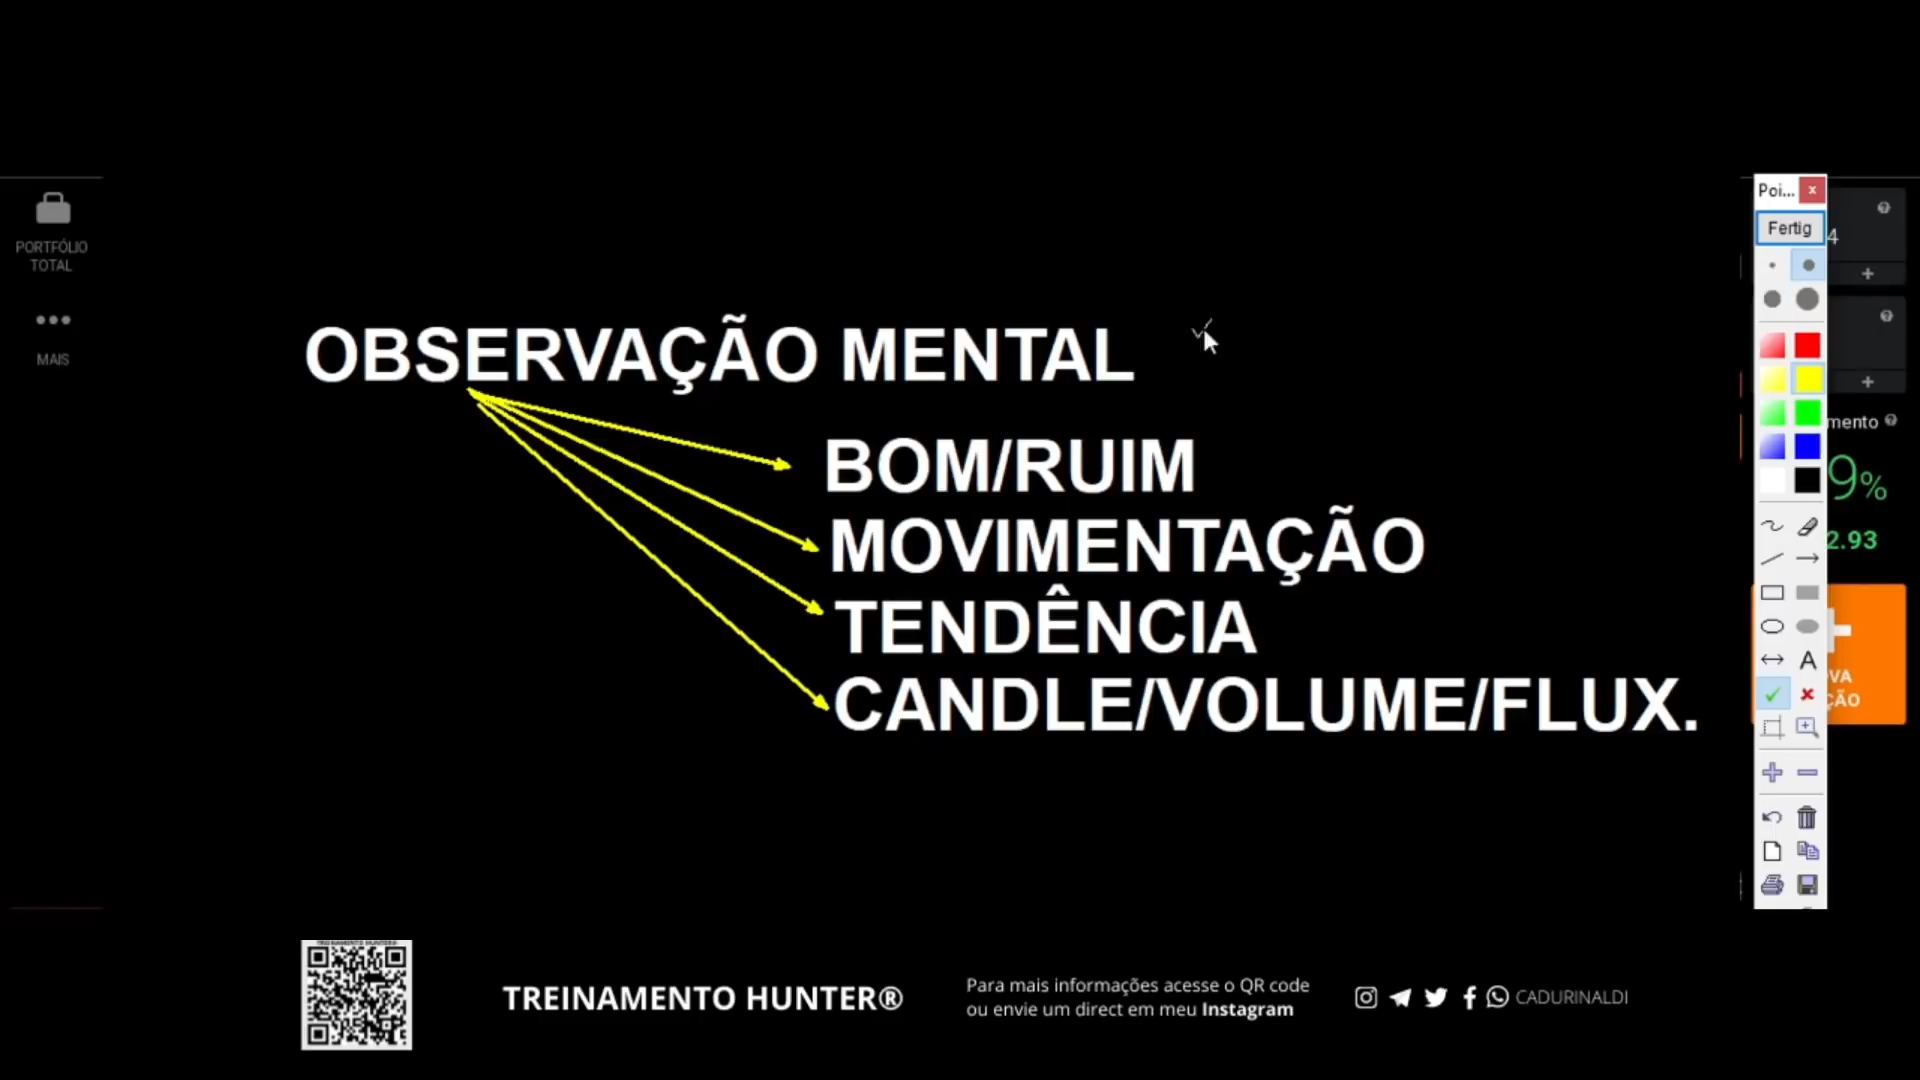 PORTFÓLIO
TOTAL
MAIS
OBSERVAÇÃO MENTAL
BOM/RUIM
MOVIMENTAÇÃO
TENDÊNCIA
CANDLE/VOLUME/FLUX.
Poi...
Fertig
4
mento
9%
2.93
VA
ÇÃO
A
TREINAMENTO HUNTER®
Para mais informações acesse o QR code
ou envie um direct em meu Instagram
CADURINALDI